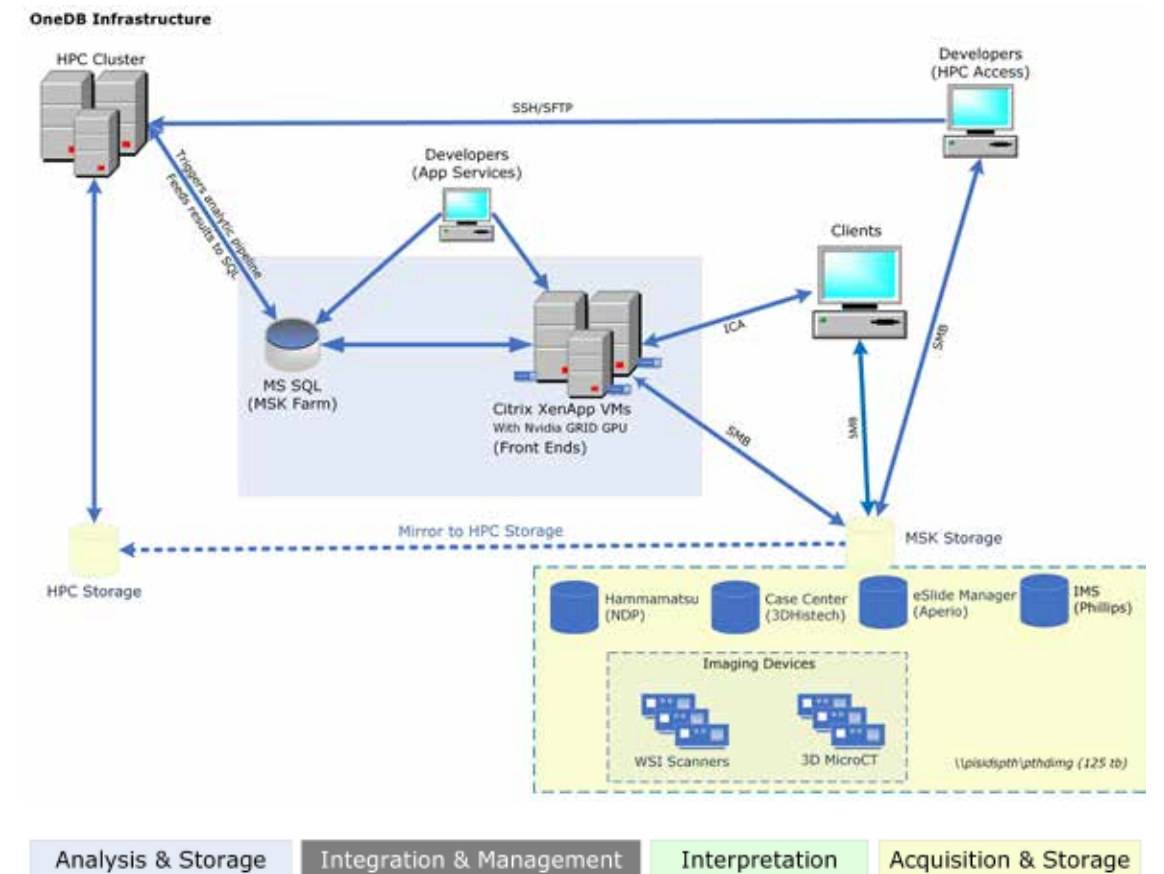 OneDB Infrastructure
HPC Cluster
Developers
(HPC Access)
SSH/SFTP
Developers
(App Services)
Triggers analytic pipeline
Feeds results to SQL
Clients
ICA
SMB
MS SQL
(MSK Farm)
Citrix XenApp VMs
With Nvidia GRID GPU
(Front Ends)
SMB
SMB
Mirror to HPC Storage
MSK Storage
HPC Storage
Hammamatsu
(NDP)
Case Center
(3DHistech)
eSlide Manager
(Aperio)
IMS
(Phillips)
Imaging Devices
WSI Scanners
3D MicroCT
\\pisidspth\pthdimg (125 tb)
Analysis & Storage
Integration & Management
Interpretation
Acquisition & Storage